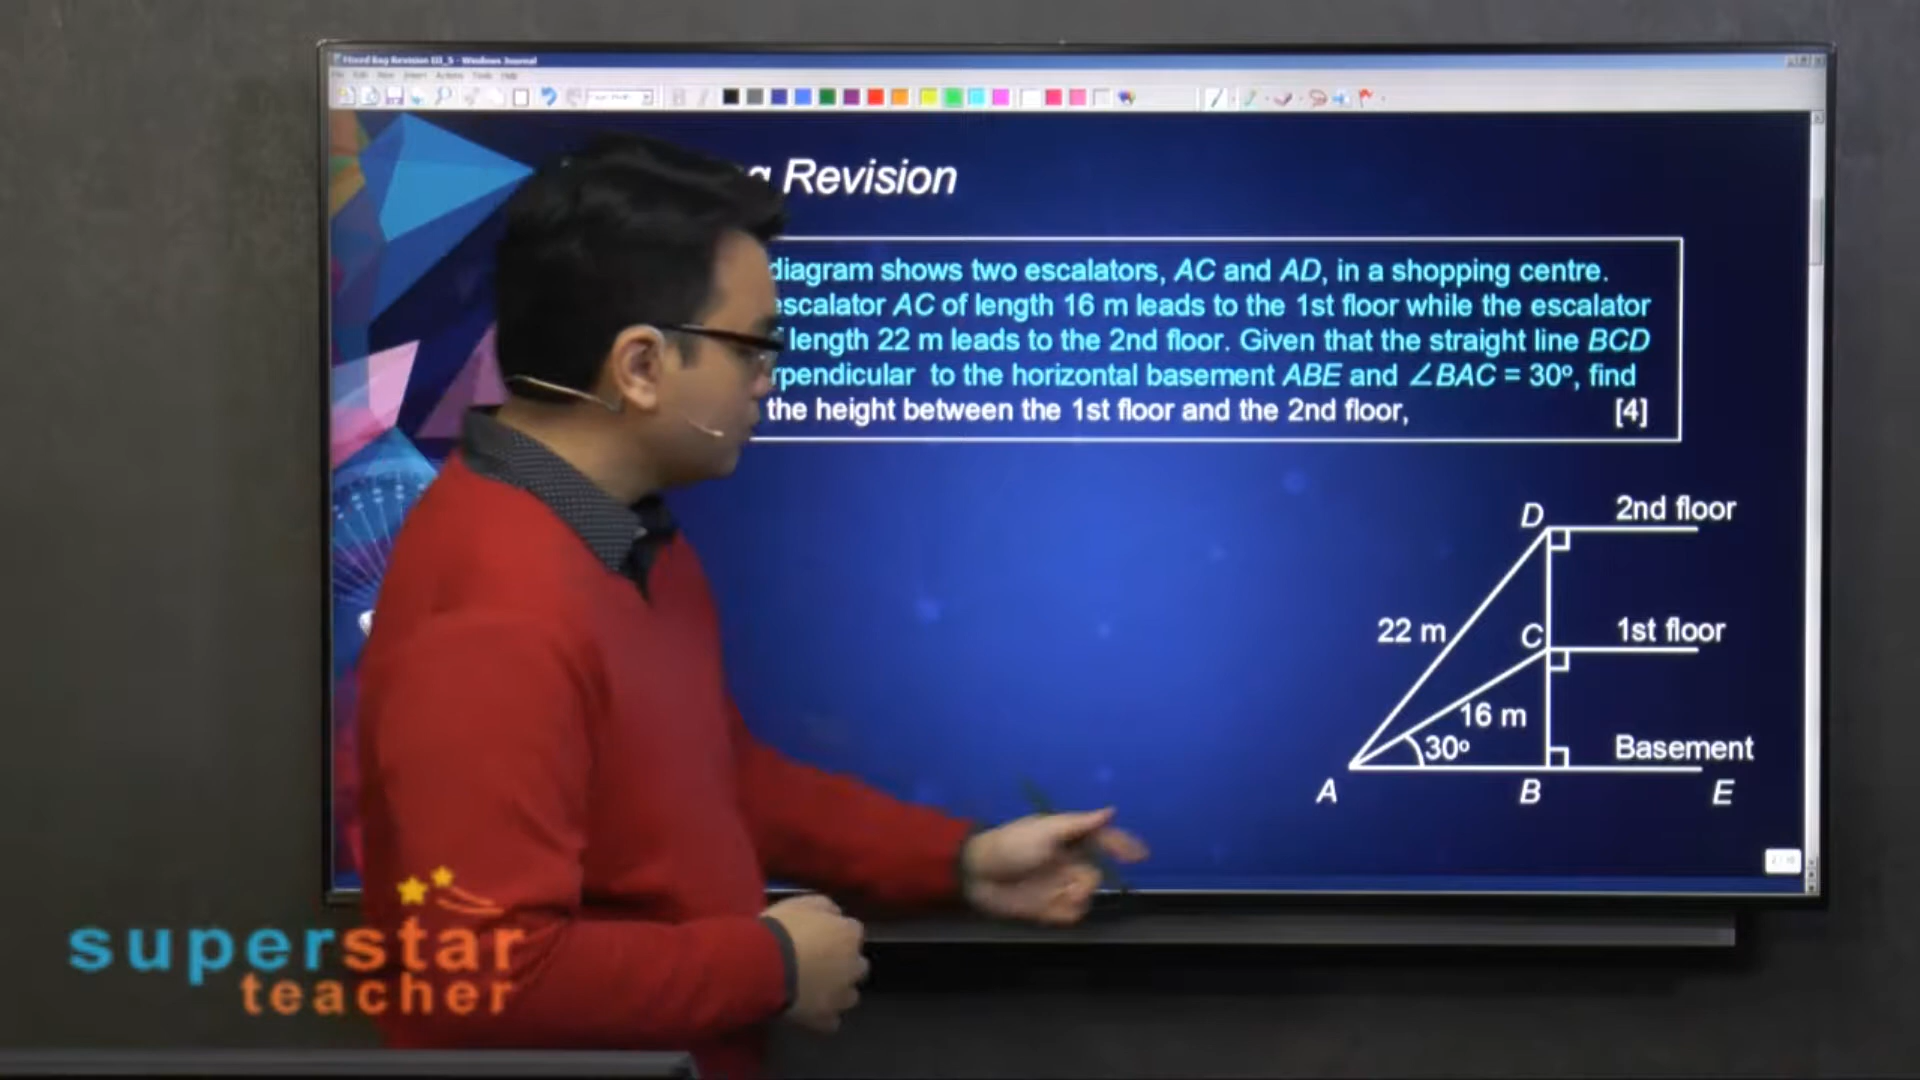 Mixed Bag Revision
Revision
diagram shows two escalators, AC and AD, in a shopping centre.
escalator AC of length 16 m leads to the 1st floor while the escalator
length 22 m leads to the 2nd floor. Given that the straight line BCD
to the horizontal basement ABE and ∠BAC = 30°, find
the height between the 1st floor and the 2nd floor, [4]
D 2nd floor
22 m C 1st floor
16 m
30° Basement
A B E
superstar
teacher